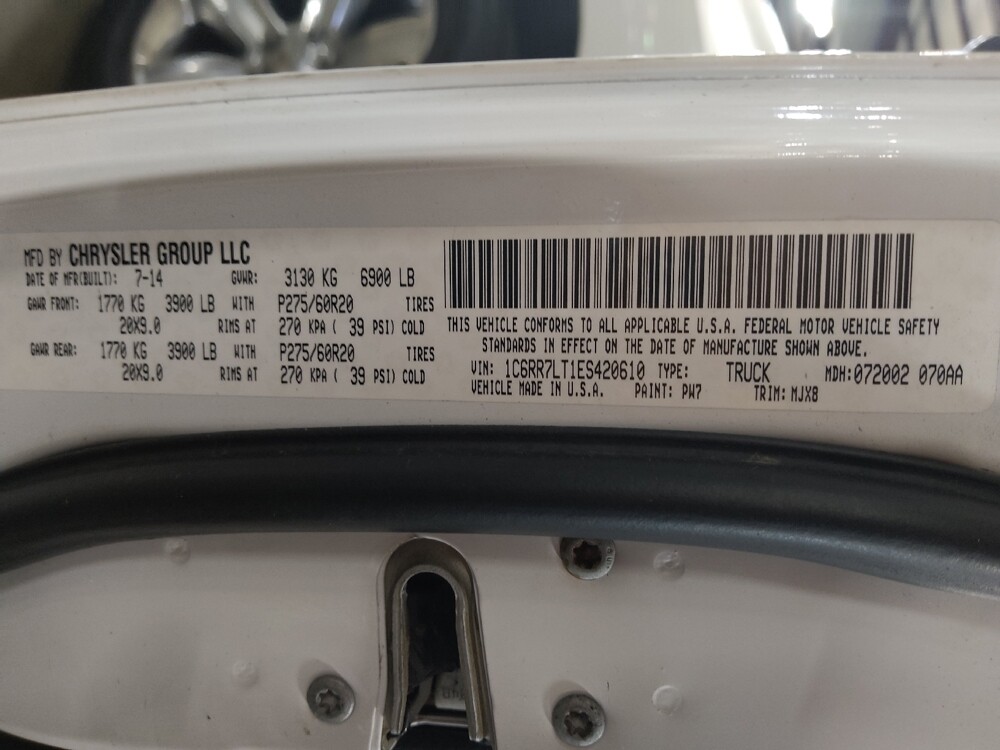 MFD BY CHRYSLER GROUP LLC
DATE OF MFR(BUILT): 7-14 GVWR: 3130 KG 6900 LB
GAWR FRONT: 1770 KG 3900 LB WITH P275/60R20 TIRES
20X9.0 RIMS AT 270 KPA ( 39 PSI) COLD
GAWR REAR: 1770 KG 3900 LB WITH P275/60R20 TIRES
20X9.0 RIMS AT 270 KPA ( 39 PSI) COLD
THIS VEHICLE CONFORMS TO ALL APPLICABLE U.S.A. FEDERAL MOTOR VEHICLE SAFETY
STANDARDS IN EFFECT ON THE DATE OF MANUFACTURE SHOWN ABOVE.
VIN: 1C6RR7LT1ES420610 TYPE: TRUCK MDH:072002 070AA
VEHICLE MADE IN U.S.A. PAINT: PW7 TRIM: MJX8